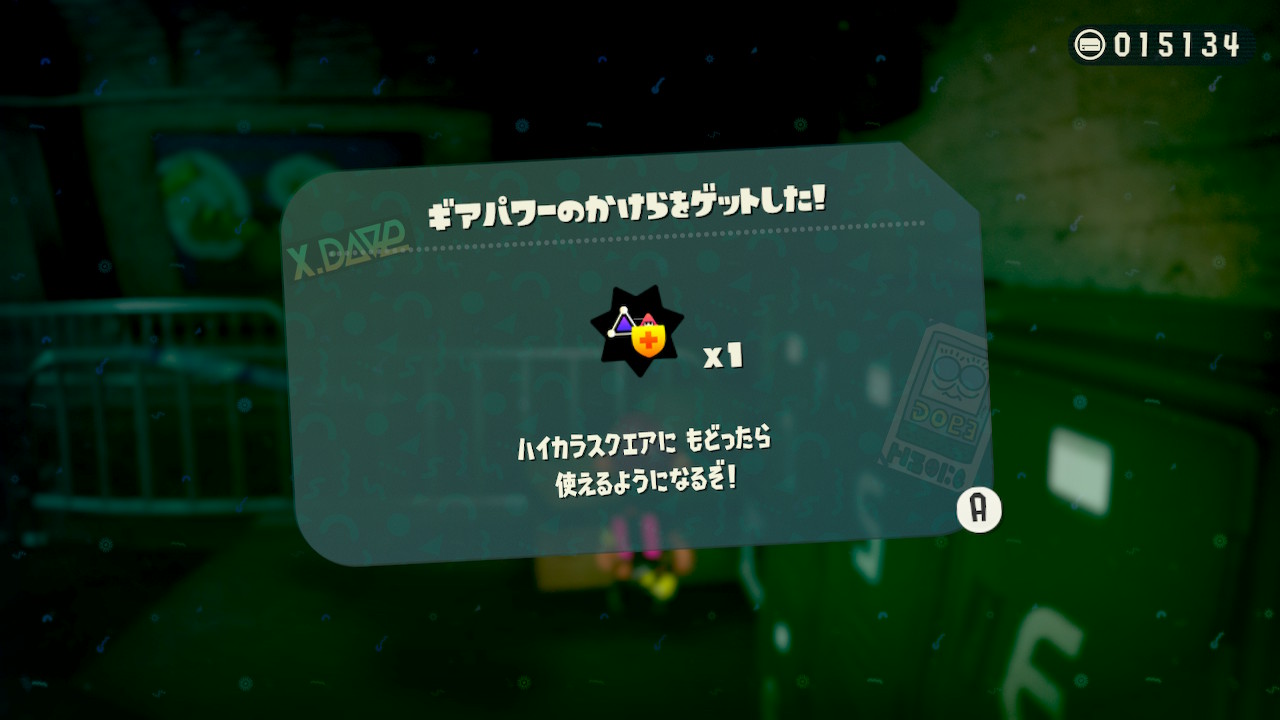 015134
ギアパワーのかけらをゲットした!
x1
ハイカラスクエアに もどったら
使えるようになるぞ!
A